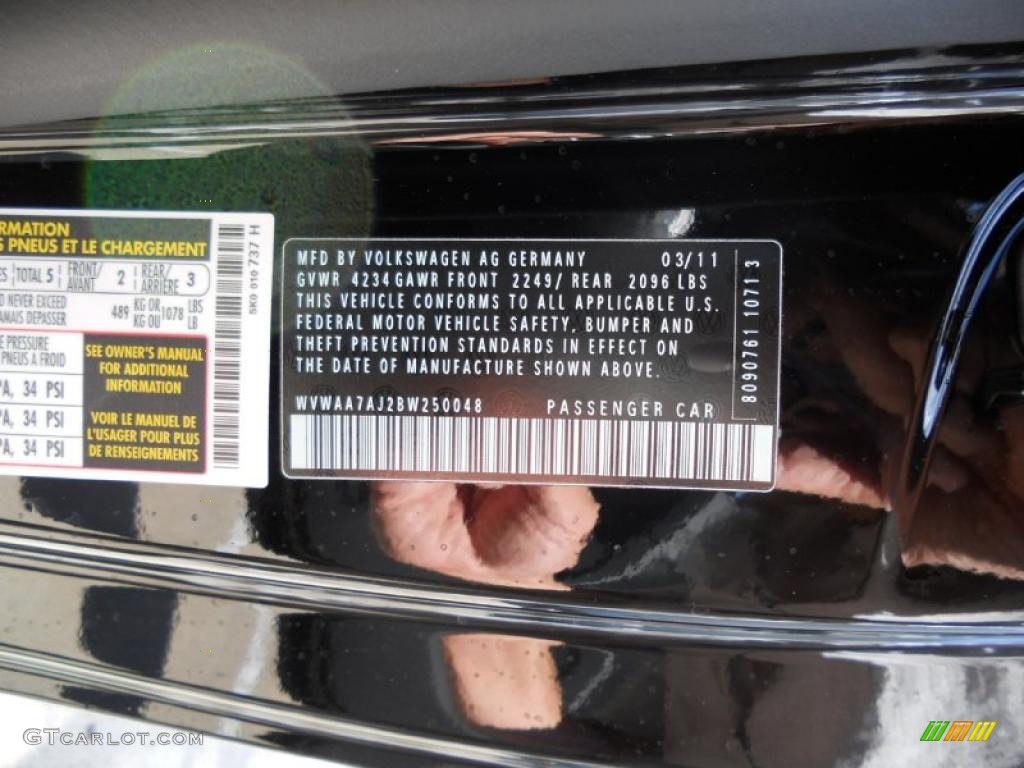 RMATION
S PNEUS ET LE CHARGEMENT
ES TOTAL 5 FRONT/ AVANT 2 REAR/ ARRIÈRE 3
D NEVER EXCEED
AMAIS DEPASSER
489 KG OR 1078 LBS
KG OU LB
E PRESSURE
PNEUS A FROID
PA, 34 PSI
PA, 34 PSI
PA, 34 PSI
SEE OWNER'S MANUAL
FOR ADDITIONAL
INFORMATION
VOIR LE MANUEL DE
L'USAGER POUR PLUS
DE RENSEIGNEMENTS
5K0 010 737 H
MFD BY VOLKSWAGEN AG GERMANY 03/11
GVWR 4234 GAWR FRONT 2249/ REAR 2096 LBS
THIS VEHICLE CONFORMS TO ALL APPLICABLE U.S.
FEDERAL MOTOR VEHICLE SAFETY, BUMPER AND
THEFT PREVENTION STANDARDS IN EFFECT ON
THE DATE OF MANUFACTURE SHOWN ABOVE.
WVWAA7AJ2BW250048 PASSENGER CAR
8090761 10713
GTCARLOT.COM